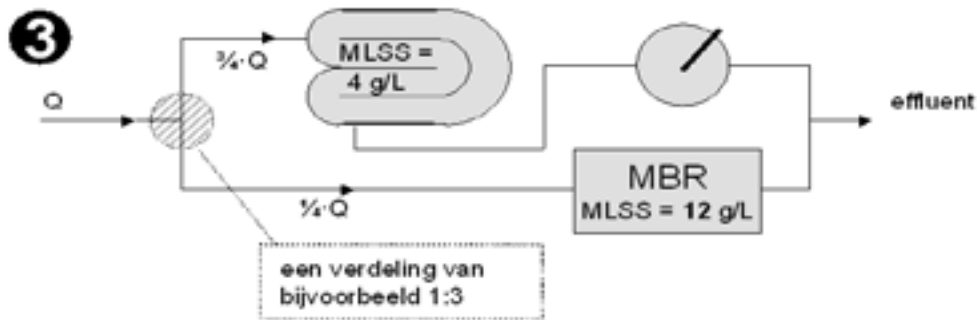 3
¾·Q
MLSS =
4 g/L
Q
effluent
¼·Q
MBR
MLSS = 12 g/L
een verdeling van
bijvoorbeeld 1:3